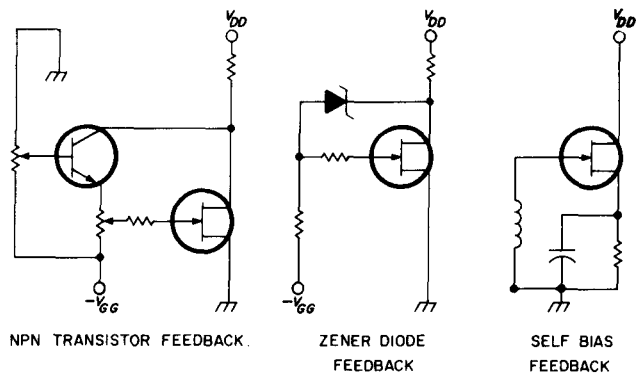 V_DD
V_DD
V_DD
-V_GG
-V_GG
NPN TRANSISTOR FEEDBACK.
ZENER DIODE
FEEDBACK
SELF BIAS
FEEDBACK